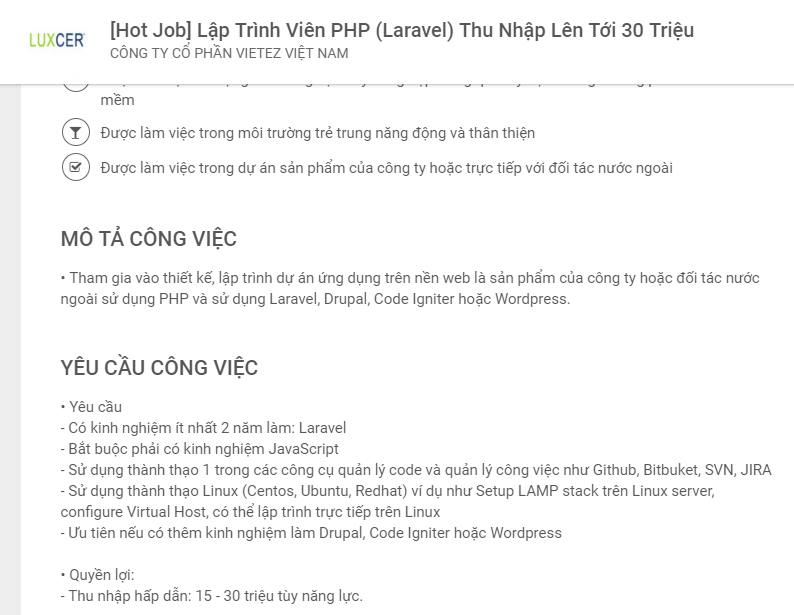 LUXCER
[Hot Job] Lập Trình Viên PHP (Laravel) Thu Nhập Lên Tới 30 Triệu
CÔNG TY CỔ PHẦN VIETEZ VIỆT NAM
mềm
Được làm việc trong môi trường trẻ trung năng động và thân thiện
Được làm việc trong dự án sản phẩm của công ty hoặc trực tiếp với đối tác nước ngoài
MÔ TẢ CÔNG VIỆC
• Tham gia vào thiết kế, lập trình dự án ứng dụng trên nền web là sản phẩm của công ty hoặc đối tác nước
ngoài sử dụng PHP và sử dụng Laravel, Drupal, Code Igniter hoặc Wordpress.
YÊU CẦU CÔNG VIỆC
• Yêu cầu
- Có kinh nghiệm ít nhất 2 năm làm: Laravel
- Bắt buộc phải có kinh nghiệm JavaScript
- Sử dụng thành thạo 1 trong các công cụ quản lý code và quản lý công việc như Github, Bitbuket, SVN, JIRA
- Sử dụng thành thạo Linux (Centos, Ubuntu, Redhat) ví dụ như Setup LAMP stack trên Linux server,
configure Virtual Host, có thể lập trình trực tiếp trên Linux
- Ưu tiên nếu có thêm kinh nghiệm làm Drupal, Code Igniter hoặc Wordpress
• Quyền lợi:
- Thu nhập hấp dẫn: 15 - 30 triệu tùy năng lực.